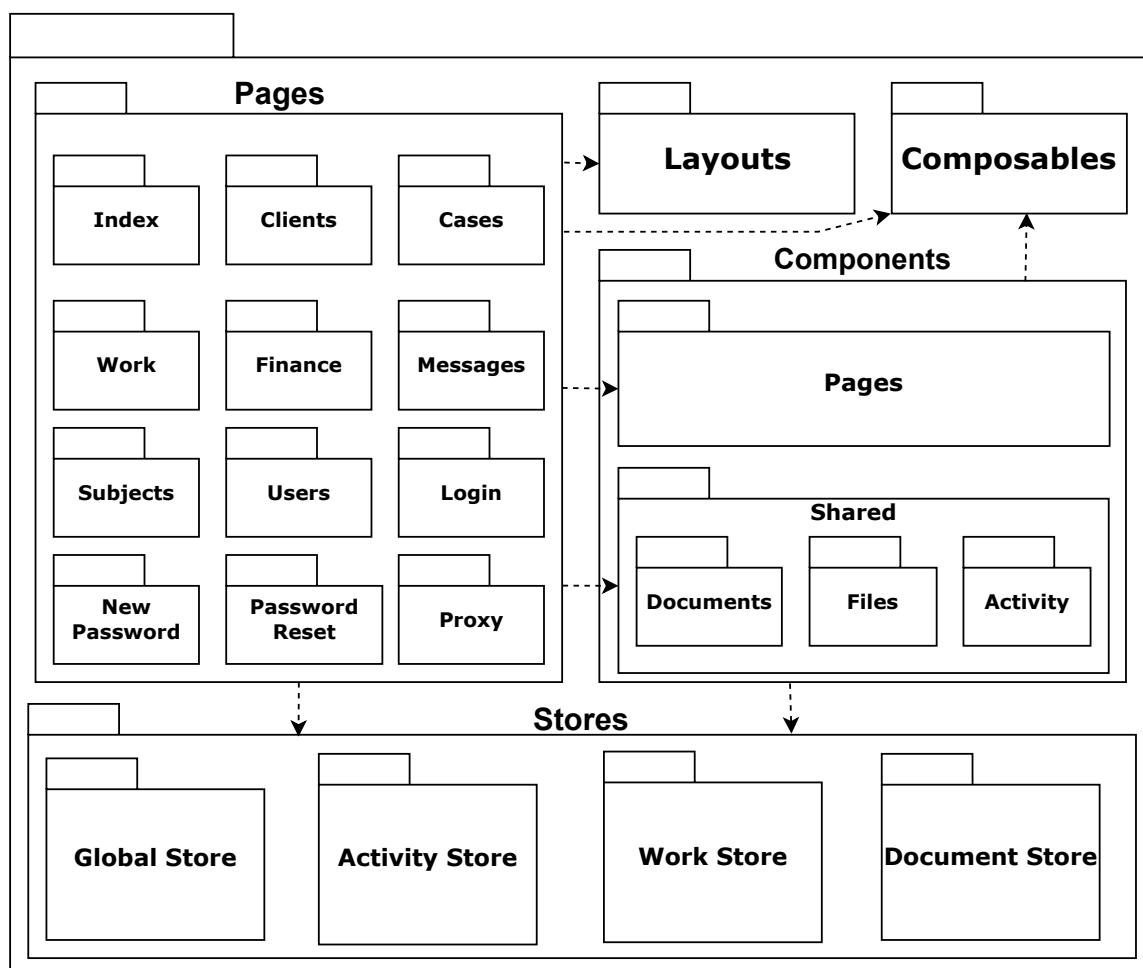 Pages
Layouts
Composables
Index
Clients
Cases
Components
Work
Finance
Messages
Pages
Subjects
Users
Login
Shared
New
Password
Password
Reset
Proxy
Documents
Files
Activity
Stores
Global Store
Activity Store
Work Store
Document Store